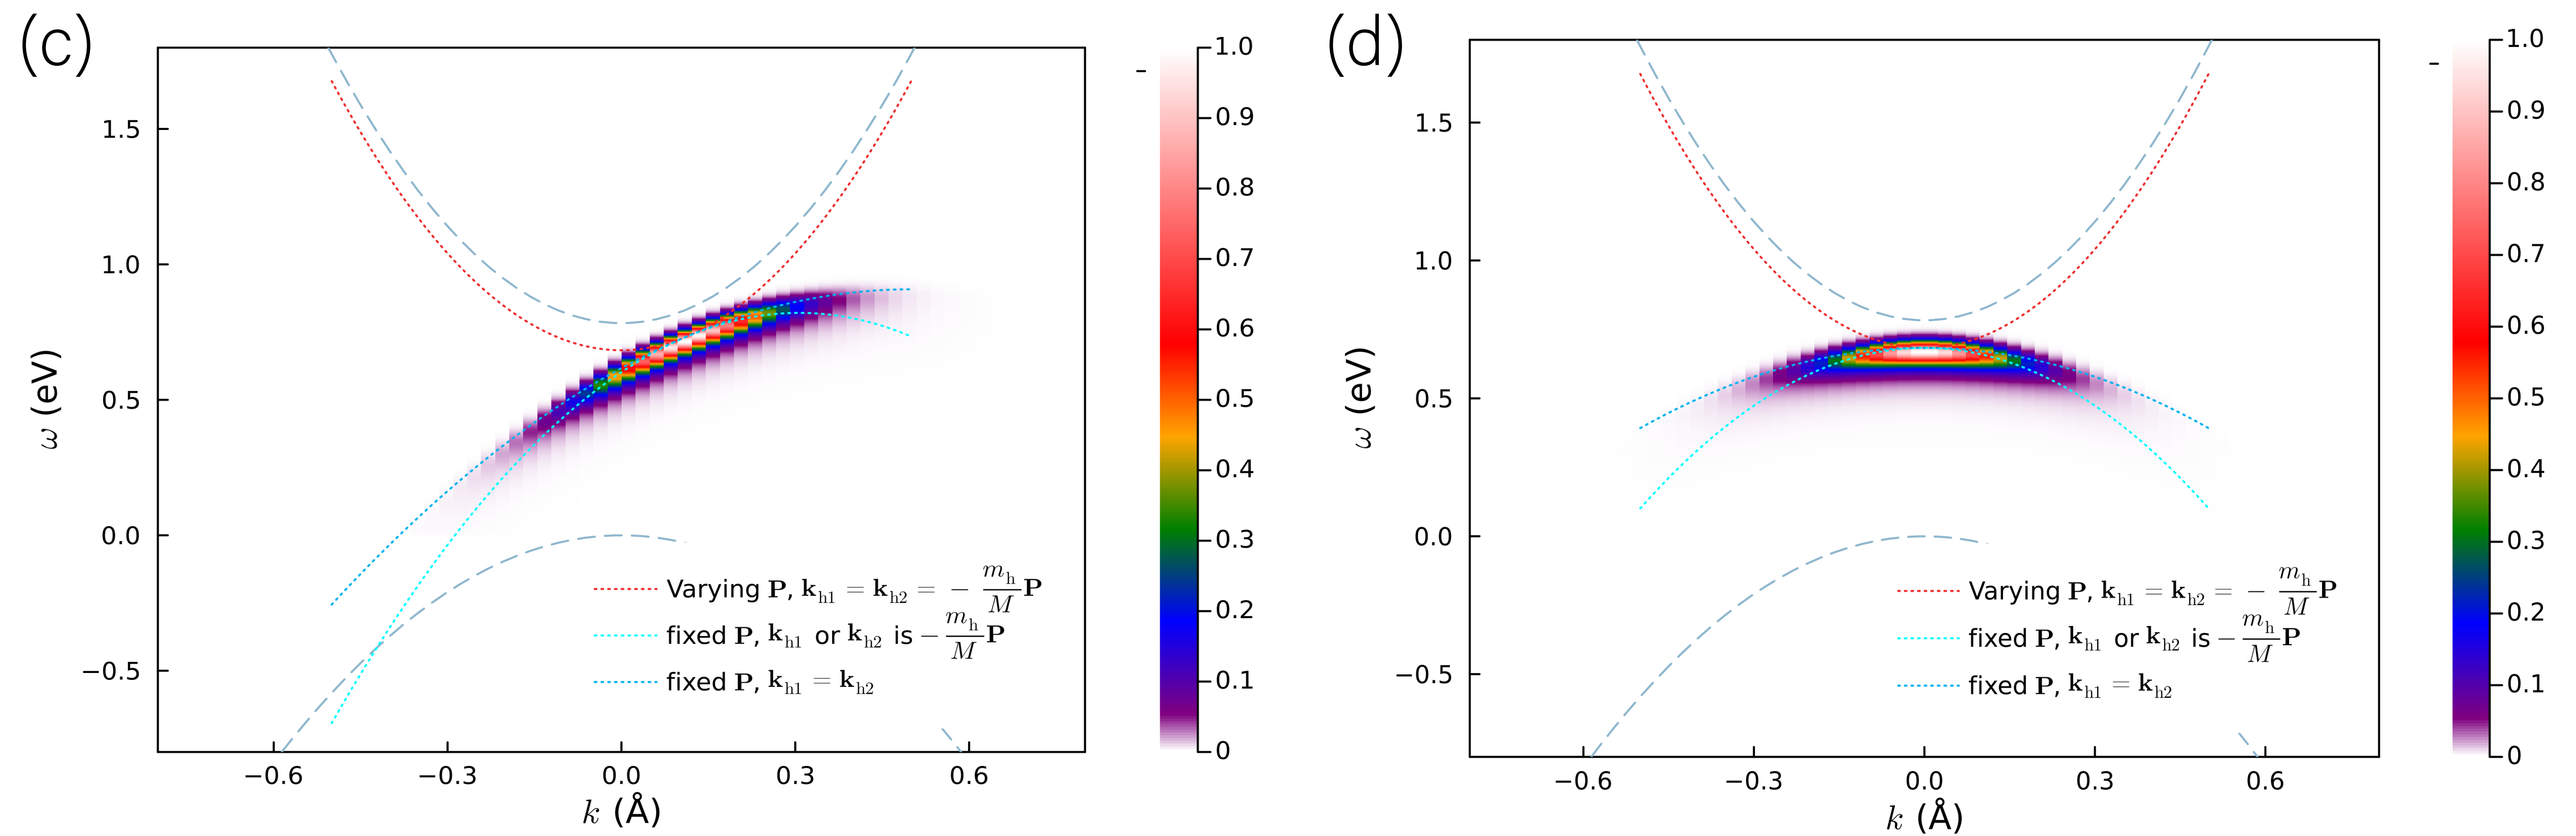 (c)
1.5
1.0
0.5
0.0
−0.5
ω (eV)
−0.6 −0.3 0.0 0.3 0.6
k (Å)
Varying P, k_h1 = k_h2 = − m_h/M P
fixed P, k_h1 or k_h2 is − m_h/M P
fixed P, k_h1 = k_h2
-
1.0
0.9
0.8
0.7
0.6
0.5
0.4
0.3
0.2
0.1
0
(d)
1.5
1.0
0.5
0.0
−0.5
ω (eV)
−0.6 −0.3 0.0 0.3 0.6
k (Å)
Varying P, k_h1 = k_h2 = − m_h/M P
fixed P, k_h1 or k_h2 is − m_h/M P
fixed P, k_h1 = k_h2
-
1.0
0.9
0.8
0.7
0.6
0.5
0.4
0.3
0.2
0.1
0